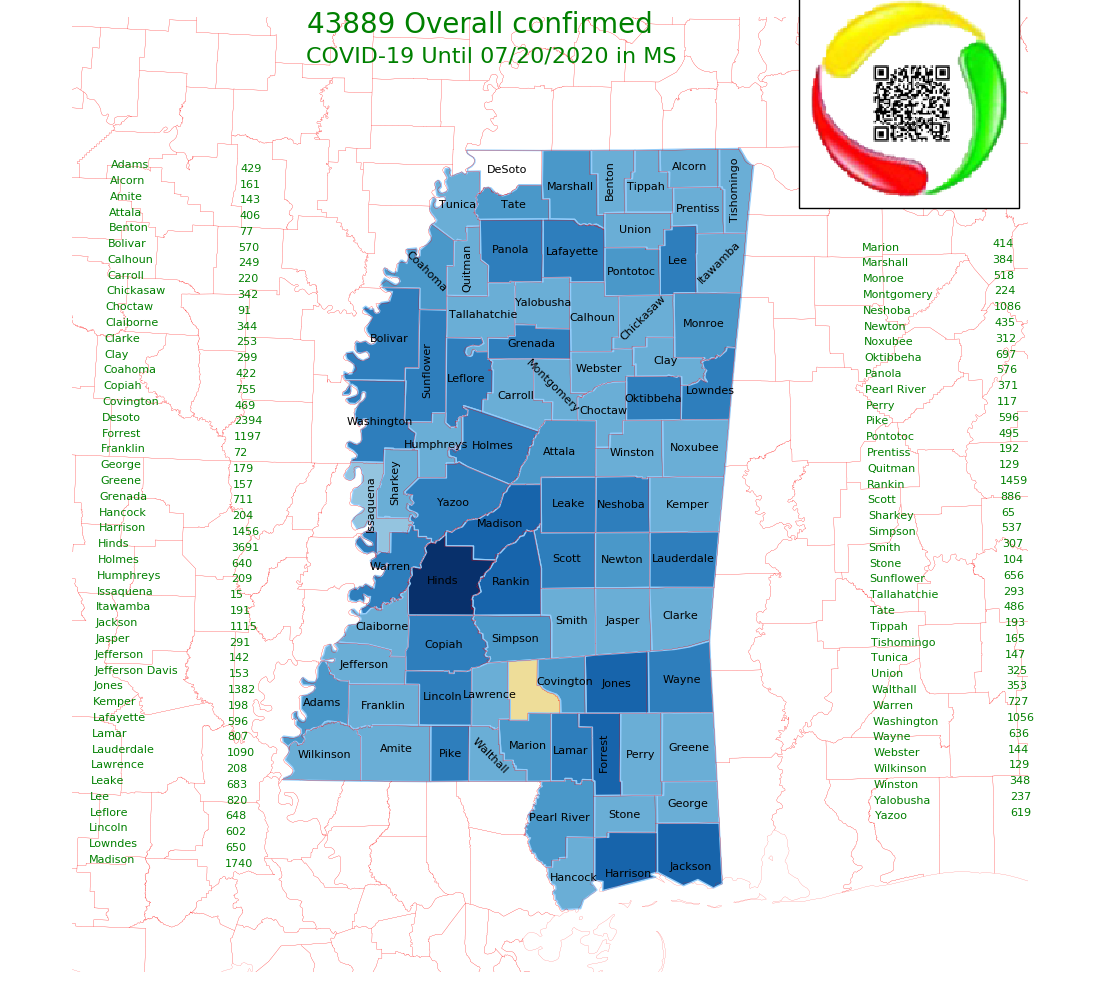 43889 Overall confirmed
COVID-19 Until 07/20/2020 in MS
Adams 429
Alcorn 161
Amite 143
Attala 406
Benton 77
Bolivar 570
Calhoun 249
Carroll 220
Chickasaw 342
Choctaw 91
Claiborne 344
Clarke 253
Clay 299
Coahoma 422
Copiah 755
Covington 469
Desoto 2394
Forrest 1197
Franklin 72
George 179
Greene 157
Grenada 711
Hancock 204
Harrison 1456
Hinds 3691
Holmes 640
Humphreys 209
Issaquena 15
Itawamba 191
Jackson 1115
Jasper 291
Jefferson 142
Jefferson Davis 153
Jones 1382
Kemper 198
Lafayette 596
Lamar 807
Lauderdale 1090
Lawrence 208
Leake 683
Lee 820
Leflore 648
Lincoln 602
Lowndes 650
Madison 1740
DeSoto
Marshall
Benton
Tippah
Alcorn
Tishomingo
Tunica
Tate
Prentiss
Union
Panola
Lafayette
Pontotoc
Lee
Itawamba
Coahoma
Quitman
Yalobusha
Tallahatchie
Calhoun
Chickasaw
Monroe
Bolivar
Sunflower
Grenada
Leflore
Webster
Clay
Montgomery
Carroll
Choctaw
Oktibbeha
Lowndes
Washington
Humphreys
Holmes
Attala
Winston
Noxubee
Sharkey
Issaquena
Yazoo
Madison
Leake
Neshoba
Kemper
Warren
Hinds
Rankin
Scott
Newton
Lauderdale
Claiborne
Copiah
Simpson
Smith
Jasper
Clarke
Jefferson
Adams
Franklin
Lincoln
Lawrence
Covington
Jones
Wayne
Wilkinson
Amite
Pike
Walthall
Marion
Lamar
Forrest
Perry
Greene
Pearl River
Stone
George
Hancock
Harrison
Jackson
Marion 414
Marshall 384
Monroe 518
Montgomery 224
Neshoba 1086
Newton 435
Noxubee 312
Oktibbeha 697
Panola 576
Pearl River 371
Perry 117
Pike 596
Pontotoc 495
Prentiss 192
Quitman 129
Rankin 1459
Scott 886
Sharkey 65
Simpson 537
Smith 307
Stone 104
Sunflower 656
Tallahatchie 293
Tate 486
Tippah 193
Tishomingo 165
Tunica 147
Union 325
Walthall 353
Warren 727
Washington 1056
Wayne 636
Webster 144
Wilkinson 129
Winston 348
Yalobusha 237
Yazoo 619